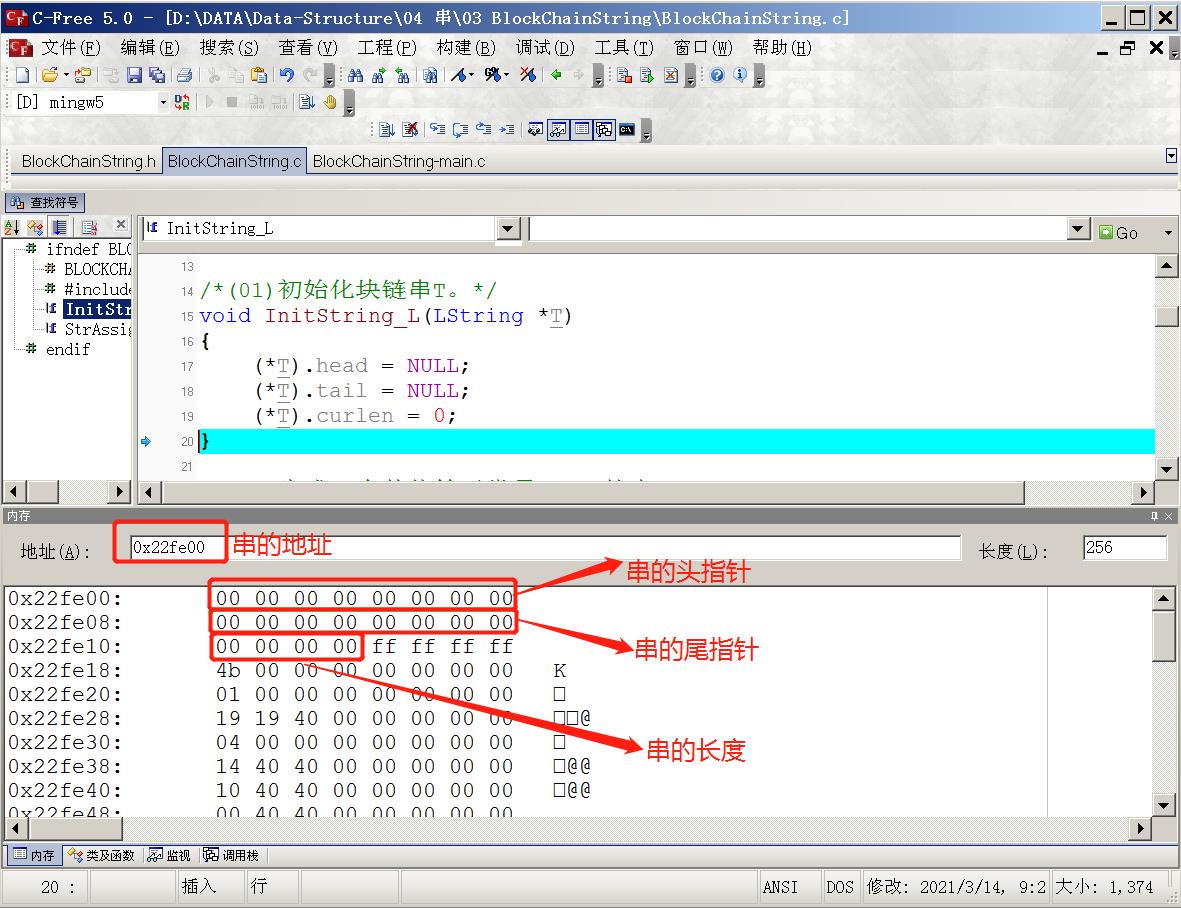 C-Free 5.0 - [D:\DATA\Data-Structure\04 串\03 BlockChainString\BlockChainString.c]
文件(F) 编辑(E) 搜索(S) 查看(V) 工程(P) 构建(B) 调试(D) 工具(T) 窗口(W) 帮助(H)
[D] mingw5
BlockChainString.h BlockChainString.c BlockChainString-main.c
查找符号
InitString_L Go
ifndef BLO
BLOCKCH
#include
InitStr
StrAssig
endif
13
14 /*(01)初始化块链串T。*/
15 void InitString_L(LString *T)
16 {
17 (*T).head = NULL;
18 (*T).tail = NULL;
19 (*T).curlen = 0;
20 }
21
内存
地址(A): 0x22fe00 串的地址 长度(L): 256
串的头指针
0x22fe00: 00 00 00 00 00 00 00 00
0x22fe08: 00 00 00 00 00 00 00 00
0x22fe10: 00 00 00 00 ff ff ff ff
串的尾指针
0x22fe18: 4b 00 00 00 00 00 00 00 K
0x22fe20: 01 00 00 00 00 00 00 00 □
0x22fe28: 19 19 40 00 00 00 00 00 □□@
0x22fe30: 04 00 00 00 00 00 00 00 □
串的长度
0x22fe38: 14 40 40 00 00 00 00 00 □@@
0x22fe40: 10 40 40 00 00 00 00 00 □@@
0x22fe48: 00 40 40 00 00 00 00 00
内存 类及函数 监视 调用栈
20 : 插入 行 ANSI DOS 修改: 2021/3/14, 9:2 大小: 1,374